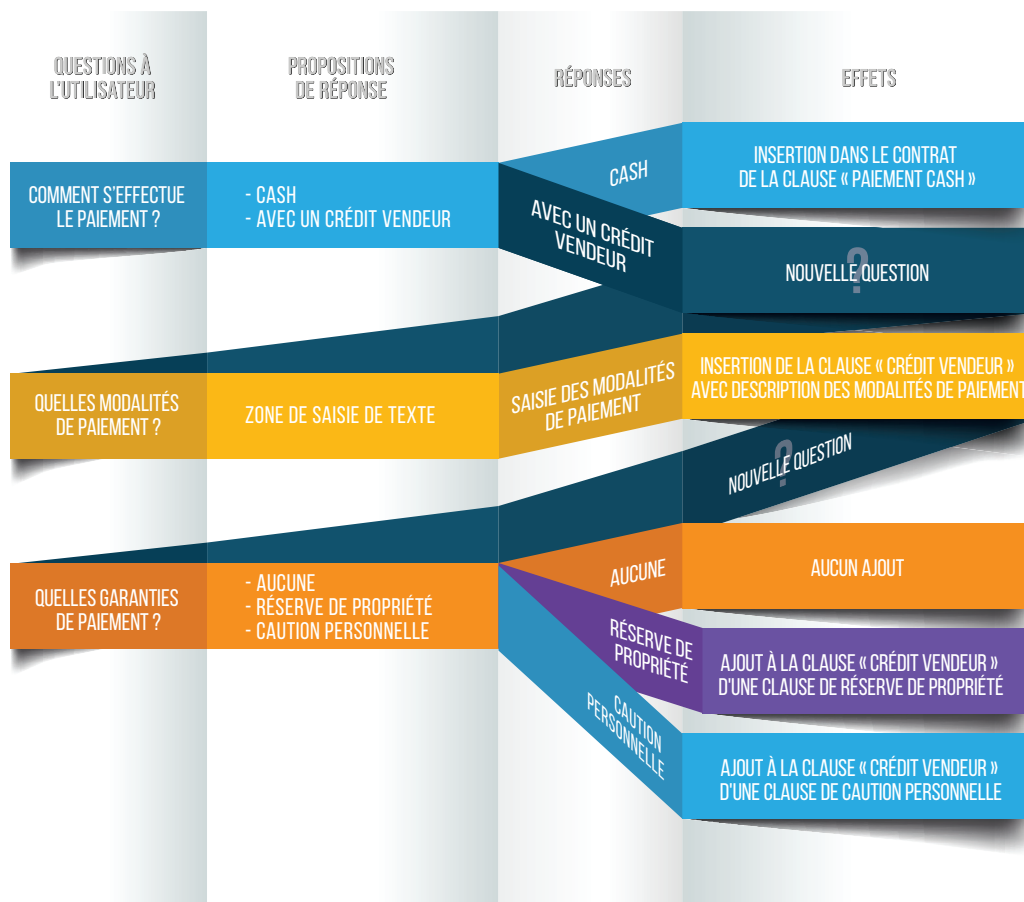 QUESTIONS À
L'UTILISATEUR
PROPOSITIONS
DE RÉPONSE
RÉPONSES
EFFETS
COMMENT S'EFFECTUE
LE PAIEMENT ?
- CASH
- AVEC UN CRÉDIT VENDEUR
CASH
INSERTION DANS LE CONTRAT
DE LA CLAUSE « PAIEMENT CASH »
AVEC UN CRÉDIT
VENDEUR
?
NOUVELLE QUESTION
QUELLES MODALITÉS
DE PAIEMENT ?
ZONE DE SAISIE DE TEXTE
SAISIE DES MODALITÉS
DE PAIEMENT
INSERTION DE LA CLAUSE « CRÉDIT VENDEUR »
AVEC DESCRIPTION DES MODALITÉS DE PAIEMENT
?
NOUVELLE QUESTION
QUELLES GARANTIES
DE PAIEMENT ?
- AUCUNE
- RÉSERVE DE PROPRIÉTÉ
- CAUTION PERSONNELLE
AUCUNE
AUCUN AJOUT
RÉSERVE DE
PROPRIÉTÉ
AJOUT À LA CLAUSE « CRÉDIT VENDEUR »
D'UNE CLAUSE DE RÉSERVE DE PROPRIÉTÉ
CAUTION
PERSONNELLE
AJOUT À LA CLAUSE « CRÉDIT VENDEUR »
D'UNE CLAUSE DE CAUTION PERSONNELLE